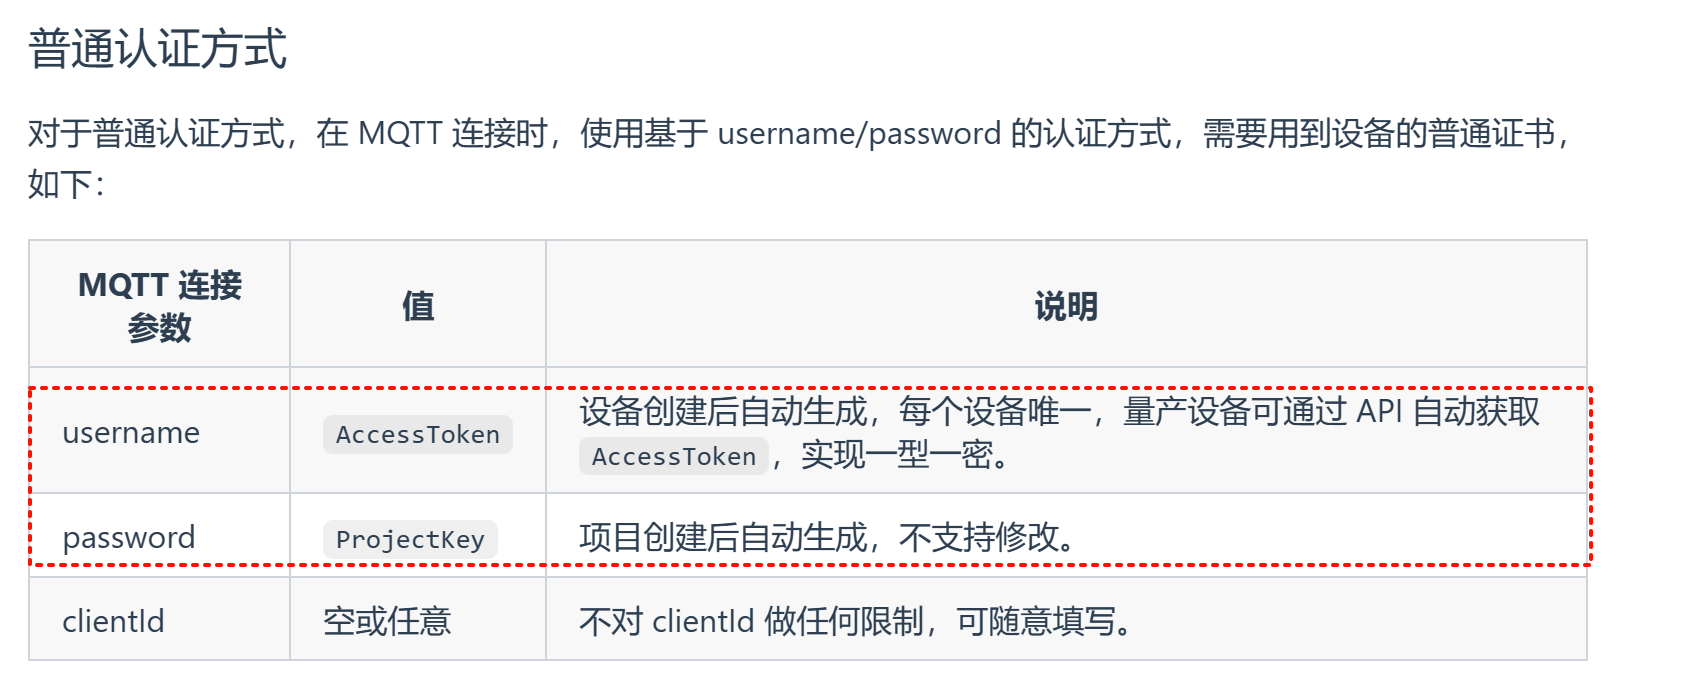 普通认证方式
对于普通认证方式，在 MQTT 连接时，使用基于 username/password 的认证方式，需要用到设备的普通证书，
如下：
MQTT 连接
参数
值
说明
username
AccessToken
设备创建后自动生成，每个设备唯一，量产设备可通过 API 自动获取
AccessToken，实现一型一密。
password
ProjectKey
项目创建后自动生成，不支持修改。
clientId
空或任意
不对 clientId 做任何限制，可随意填写。